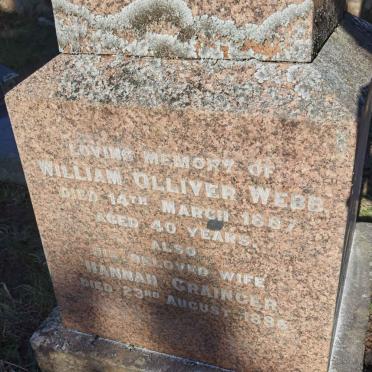 LOVING MEMORY OF
WILLIAM OLLIVER WEBB
DIED 14TH MARCH 1887
AGED 40 YEARS.
ALSO
BELOVED WIFE
HANNAH GRAINGER
DIED 23RD AUGUST